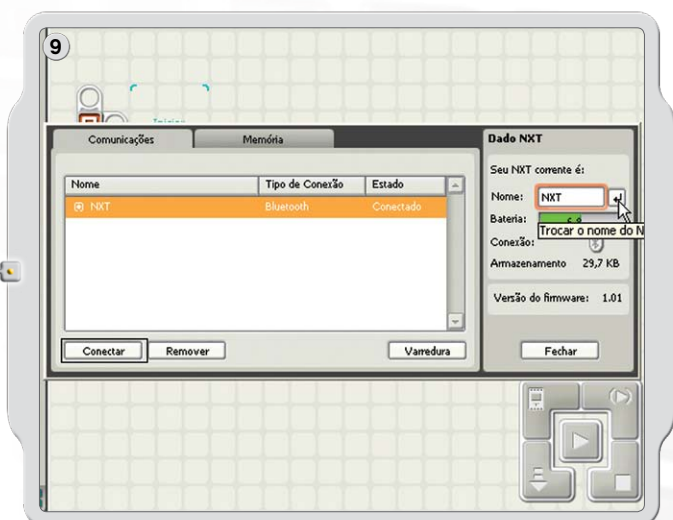 9
Comunicações Memória
Nome Tipo de Conexão Estado
NXT Bluetooth Conectado
Conectar Remover Varredura
Dado NXT
Seu NXT corrente é:
Nome: NXT
Bateria:
Trocar o nome do N
Conexão:
Armazenamento 29,7 KB
Versão do firmware: 1.01
Fechar